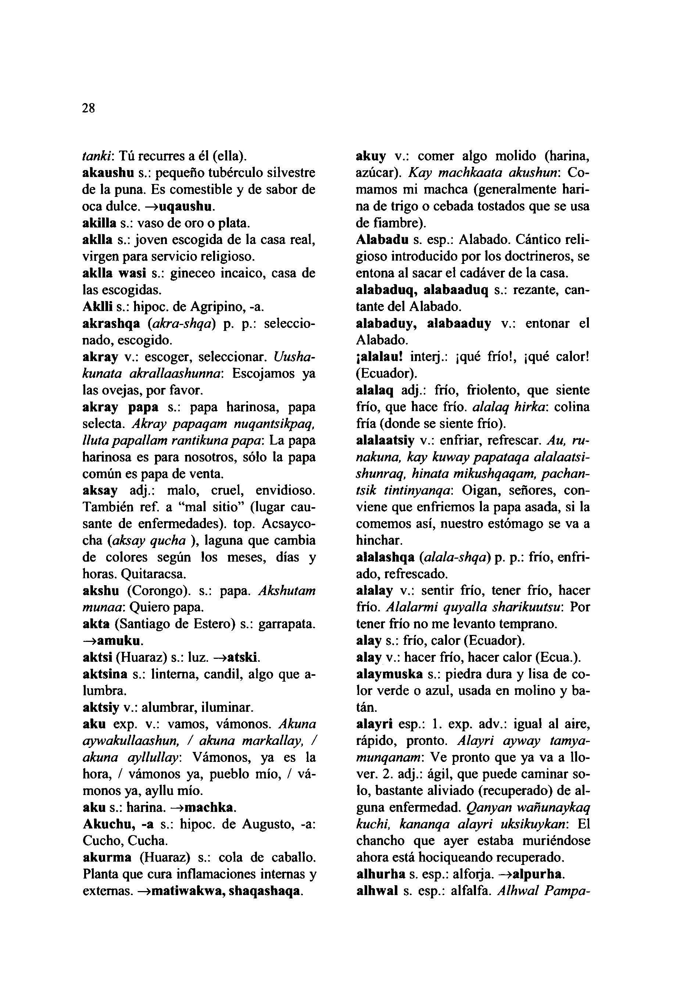 28
tanki: Tú recurres a él (ella).
akaushu s.: pequeño tubérculo silvestre
de la puna. Es comestible y de sabor de
oca dulce. →uqaushu.
akilla s.: vaso de oro o plata.
aklla s.: joven escogida de la casa real,
virgen para servicio religioso.
aklla wasi s.: gineceo incaico, casa de
las escogidas.
Aklli s.: hipoc. de Agripino, -a.
akrashqa (akra-shqa) p. p.: seleccio-
nado, escogido.
akray v.: escoger, seleccionar. Uusha-
kunata akrallaashunna: Escojamos ya
las ovejas, por favor.
akray papa s.: papa harinosa, papa
selecta. Akray papaqam nuqantsikpaq,
lluta papallam rantikuna papa: La papa
harinosa es para nosotros, sólo la papa
común es papa de venta.
aksay adj.: malo, cruel, envidioso.
También ref. a “mal sitio” (lugar cau-
sante de enfermedades). top. Acsayco-
cha (aksay qucha ), laguna que cambia
de colores según los meses, días y
horas. Quitaracsa.
akshu (Corongo). s.: papa. Akshutam
munaa: Quiero papa.
akta (Santiago de Estero) s.: garrapata.
→amuku.
aktsi (Huaraz) s.: luz. →atski.
aktsina s.: linterna, candil, algo que a-
lumbra.
aktsiy v.: alumbrar, iluminar.
aku exp. v.: vamos, vámonos. Akuna
aywakullaashun, / akuna markallay, /
akuna ayllullay: Vámonos, ya es la
hora, / vámonos ya, pueblo mío, / vá-
monos ya, ayllu mío.
aku s.: harina. →machka.
Akuchu, -a s.: hipoc. de Augusto, -a:
Cucho, Cucha.
akurma (Huaraz) s.: cola de caballo.
Planta que cura inflamaciones internas y
externas. →matiwakwa, shaqashaqa.
akuy v.: comer algo molido (harina,
azúcar). Kay machkaata akushun: Co-
mamos mi machca (generalmente hari-
na de trigo o cebada tostados que se usa
de fiambre).
Alabadu s. esp.: Alabado. Cántico reli-
gioso introducido por los doctrineros, se
entona al sacar el cadáver de la casa.
alabaduq, alabaaduq s.: rezante, can-
tante del Alabado.
alabaduy, alabaaduy v.: entonar el
Alabado.
¡alalau! interj.: ¡qué frío!, ¡qué calor!
(Ecuador).
alalaq adj.: frío, friolento, que siente
frío, que hace frío. alalaq hirka: colina
fría (donde se siente frío).
alalaatsiy v.: enfriar, refrescar. Au, ru-
nakuna, kay kuway papataqa alalaatsi-
shunraq, hinata mikushqaqam, pachan-
tsik tintinyanqa: Oigan, señores, con-
viene que enfriemos la papa asada, si la
comemos así, nuestro estómago se va a
hinchar.
alalashqa (alala-shqa) p. p.: frío, enfri-
ado, refrescado.
alalay v.: sentir frío, tener frío, hacer
frío. Alalarmi quyalla sharikuutsu: Por
tener frío no me levanto temprano.
alay s.: frío, calor (Ecuador).
alay v.: hacer frío, hacer calor (Ecua.).
alaymuska s.: piedra dura y lisa de co-
lor verde o azul, usada en molino y ba-
tán.
alayri esp.: 1. exp. adv.: igual al aire,
rápido, pronto. Alayri ayway tamya-
munqanam: Ve pronto que ya va a llo-
ver. 2. adj.: ágil, que puede caminar so-
lo, bastante aliviado (recuperado) de al-
guna enfermedad. Qanyan wañunaykaq
kuchi, kananqa alayri uksikuykan: El
chancho que ayer estaba muriéndose
ahora está hociqueando recuperado.
alhurha s. esp.: alforja. →alpurha.
alhwal s. esp.: alfalfa. Alhwal Pampa-